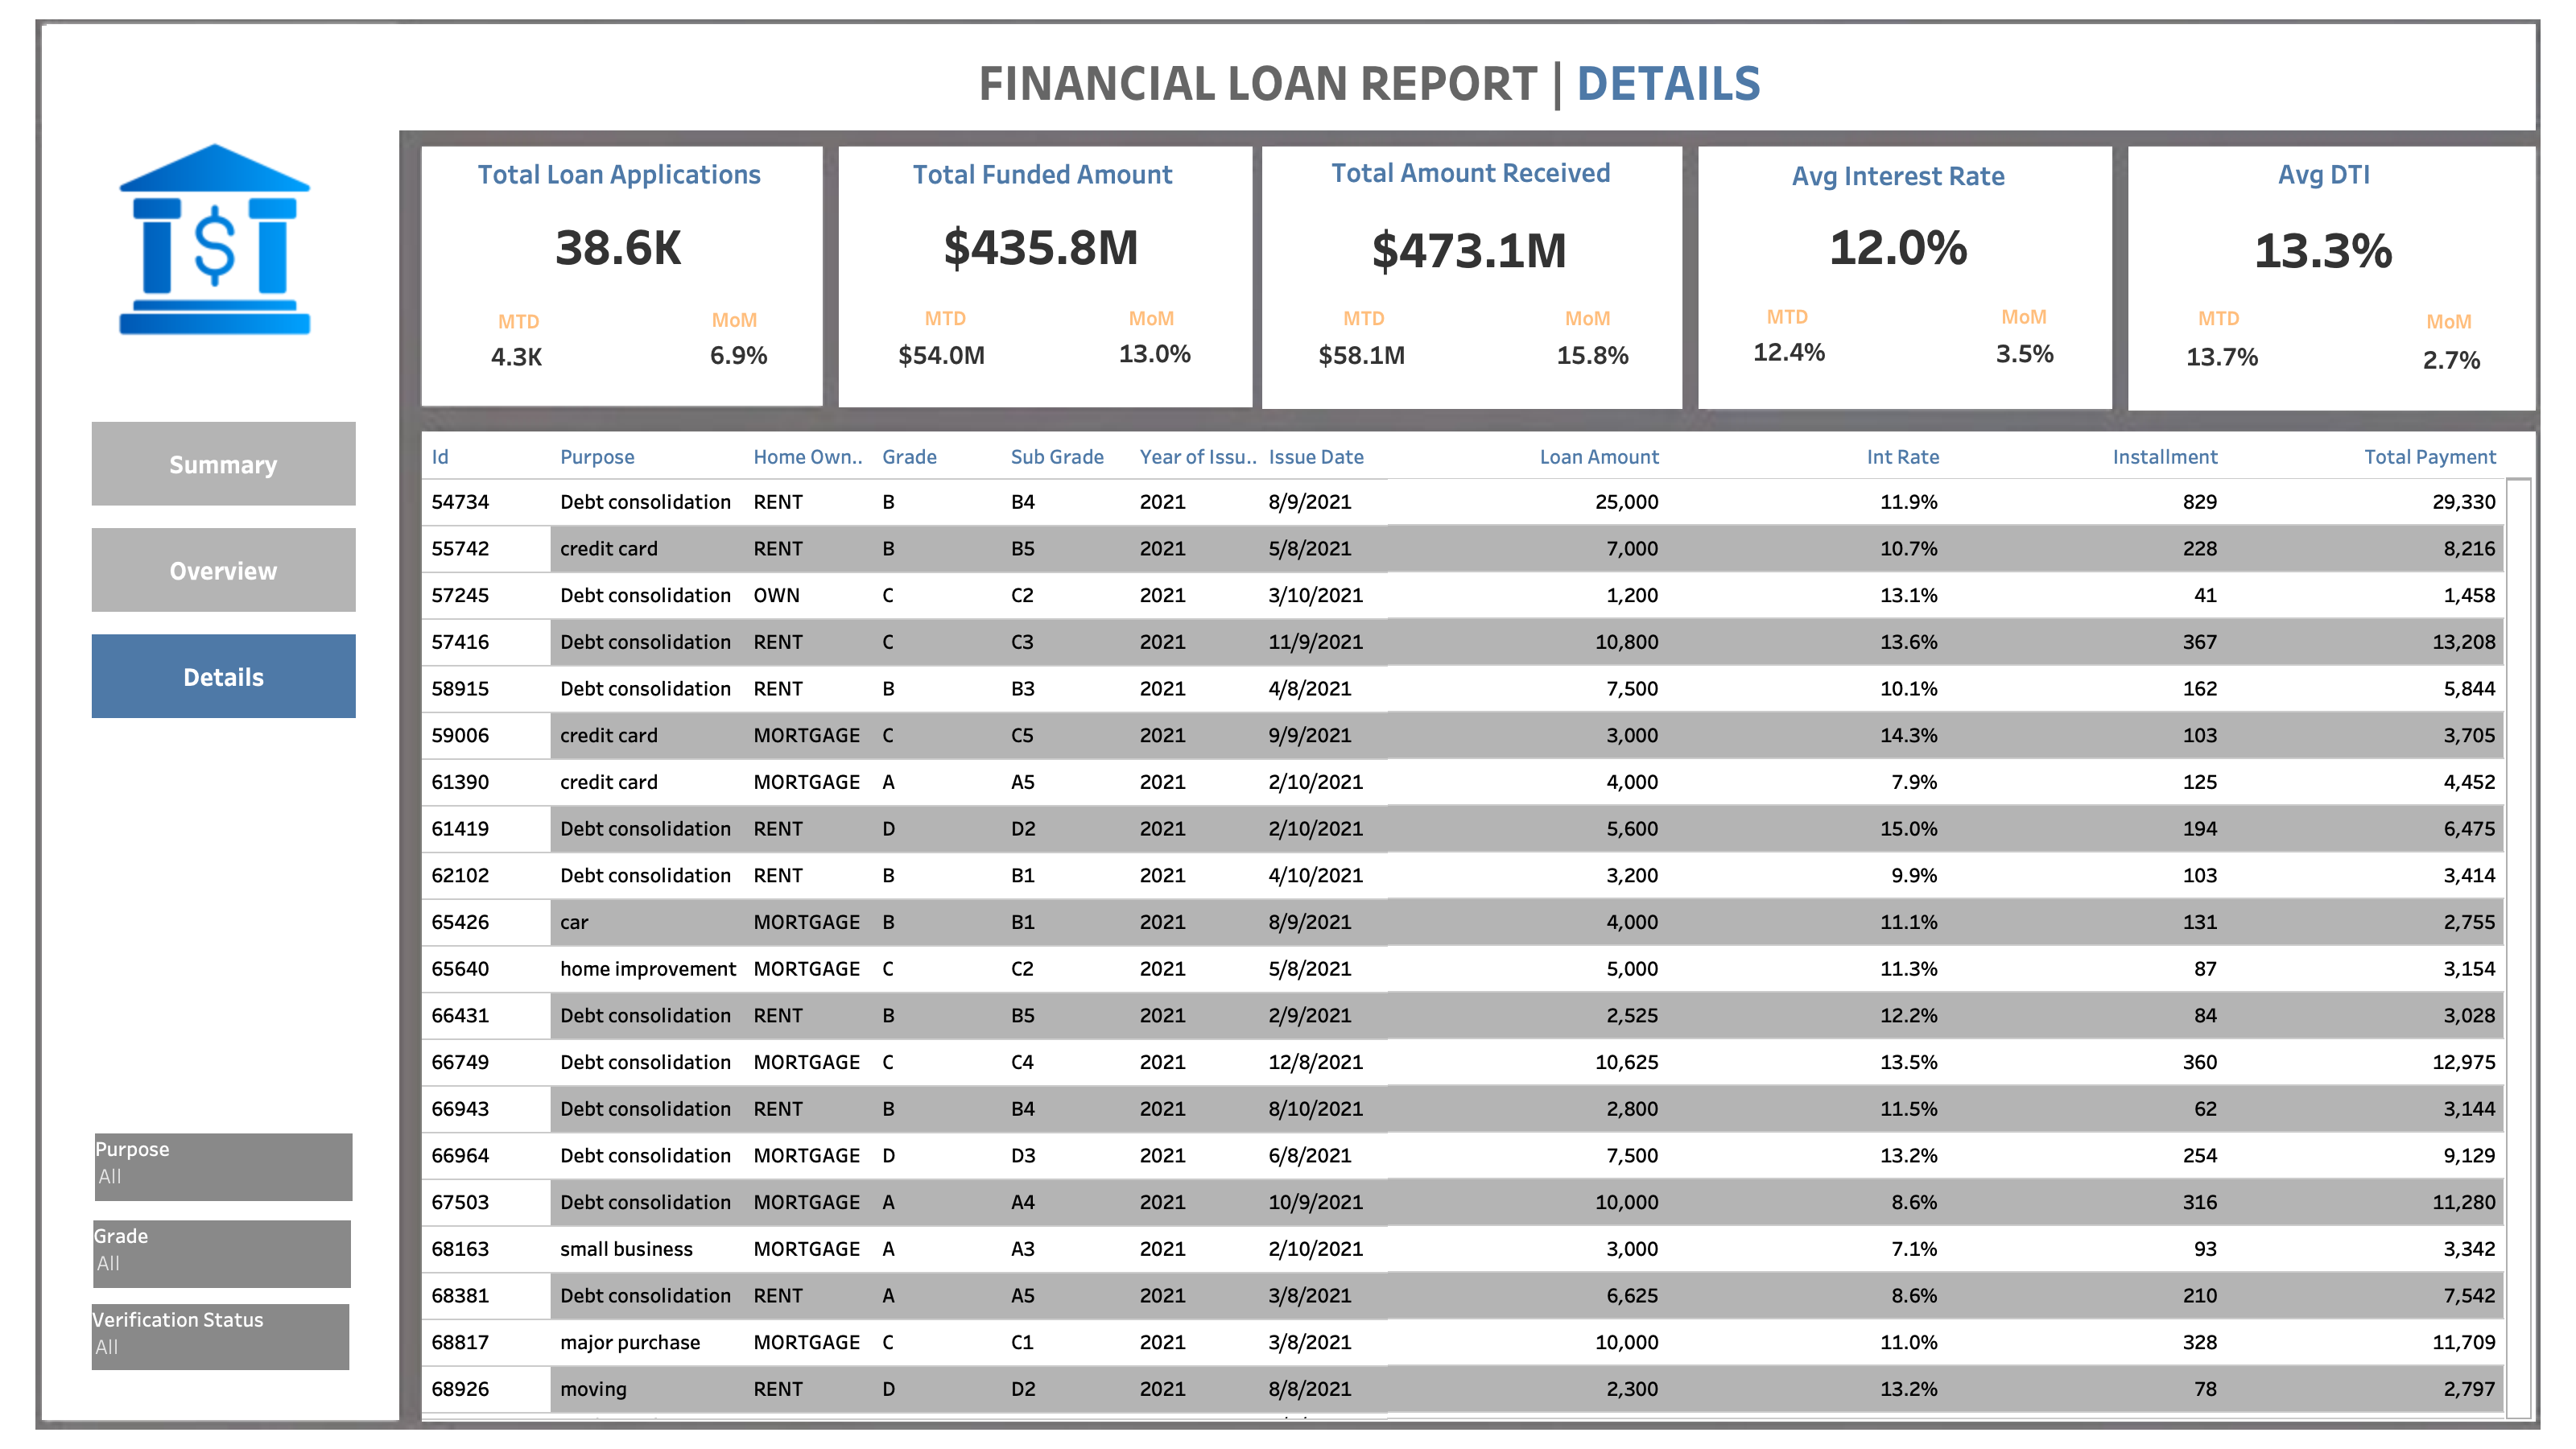 FINANCIAL LOAN REPORT | DETAILS
$
Summary
Overview
Details
Purpose
All
Grade
All
Verification Status
All
Total Loan Applications
38.6K
MTD MoM
4.3K 6.9%
Total Funded Amount
$435.8M
MTD MoM
$54.0M 13.0%
Total Amount Received
$473.1M
MTD MoM
$58.1M 15.8%
Avg Interest Rate
12.0%
MTD MoM
12.4% 3.5%
Avg DTI
13.3%
MTD MoM
13.7% 2.7%
Id Purpose Home Own.. Grade Sub Grade Year of Issu.. Issue Date Loan Amount Int Rate Installment Total Payment
54734 Debt consolidation RENT B B4 2021 8/9/2021 25,000 11.9% 829 29,330
55742 credit card RENT B B5 2021 5/8/2021 7,000 10.7% 228 8,216
57245 Debt consolidation OWN C C2 2021 3/10/2021 1,200 13.1% 41 1,458
57416 Debt consolidation RENT C C3 2021 11/9/2021 10,800 13.6% 367 13,208
58915 Debt consolidation RENT B B3 2021 4/8/2021 7,500 10.1% 162 5,844
59006 credit card MORTGAGE C C5 2021 9/9/2021 3,000 14.3% 103 3,705
61390 credit card MORTGAGE A A5 2021 2/10/2021 4,000 7.9% 125 4,452
61419 Debt consolidation RENT D D2 2021 2/10/2021 5,600 15.0% 194 6,475
62102 Debt consolidation RENT B B1 2021 4/10/2021 3,200 9.9% 103 3,414
65426 car MORTGAGE B B1 2021 8/9/2021 4,000 11.1% 131 2,755
65640 home improvement MORTGAGE C C2 2021 5/8/2021 5,000 11.3% 87 3,154
66431 Debt consolidation RENT B B5 2021 2/9/2021 2,525 12.2% 84 3,028
66749 Debt consolidation MORTGAGE C C4 2021 12/8/2021 10,625 13.5% 360 12,975
66943 Debt consolidation RENT B B4 2021 8/10/2021 2,800 11.5% 62 3,144
66964 Debt consolidation MORTGAGE D D3 2021 6/8/2021 7,500 13.2% 254 9,129
67503 Debt consolidation MORTGAGE A A4 2021 10/9/2021 10,000 8.6% 316 11,280
68163 small business MORTGAGE A A3 2021 2/10/2021 3,000 7.1% 93 3,342
68381 Debt consolidation RENT A A5 2021 3/8/2021 6,625 8.6% 210 7,542
68817 major purchase MORTGAGE C C1 2021 3/8/2021 10,000 11.0% 328 11,709
68926 moving RENT D D2 2021 8/8/2021 2,300 13.2% 78 2,797